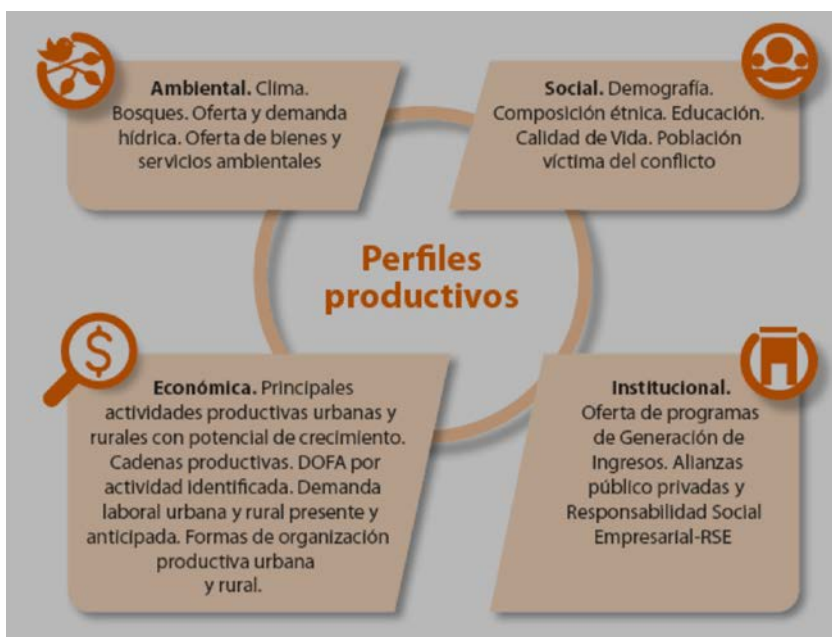 Ambiental. Clima.
Bosques. Oferta y demanda
hídrica. Oferta de bienes y
servicios ambientales
Social. Demografía.
Composición étnica. Educación.
Calidad de Vida. Población
víctima del conflicto
Perfiles
productivos
Económica. Principales
actividades productivas urbanas y
rurales con potencial de crecimiento.
Cadenas productivas. DOFA por
actividad identificada. Demanda
laboral urbana y rural presente y
anticipada. Formas de organización
productiva urbana
y rural.
Institucional.
Oferta de programas
de Generación de
Ingresos. Alianzas
público privadas y
Responsabilidad Social
Empresarial-RSE